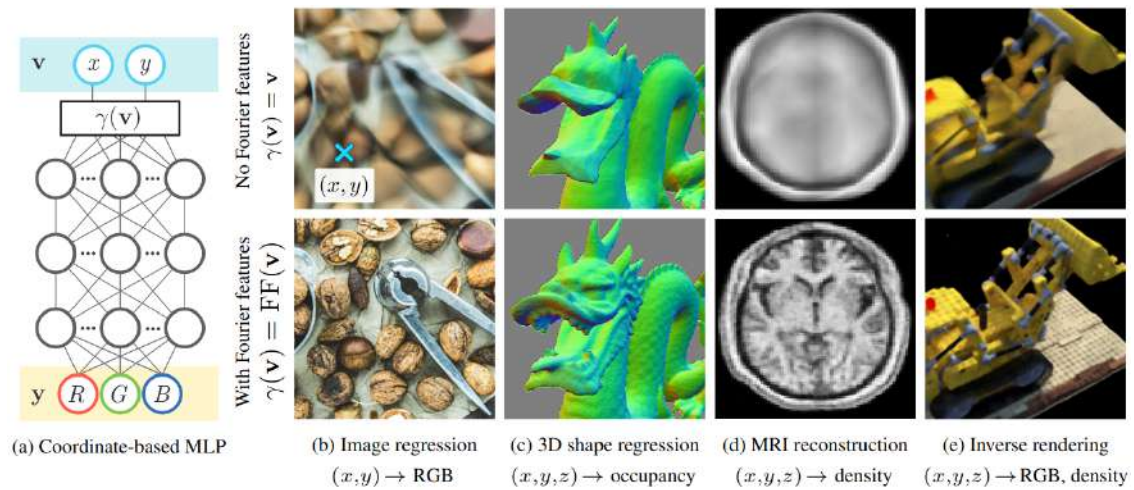 v x y
γ(v)
y R G B
(a) Coordinate-based MLP
No Fourier features
γ(v) = v
With Fourier features
γ(v) = FF(v)
(x, y)
(b) Image regression
(x,y) → RGB
(c) 3D shape regression
(x,y,z) → occupancy
(d) MRI reconstruction
(x,y,z) → density
(e) Inverse rendering
(x,y,z) → RGB, density